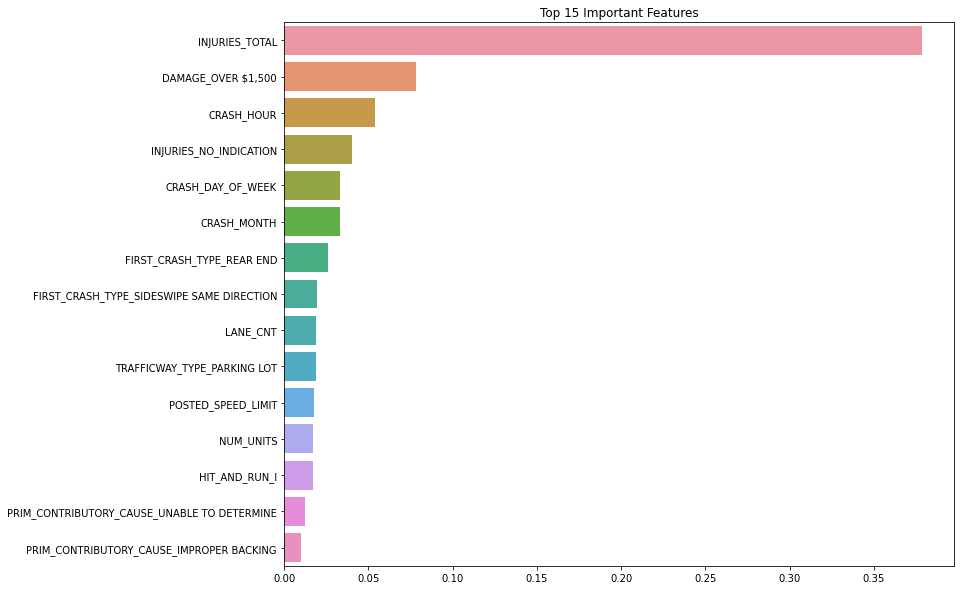 Top 15 Important Features
INJURIES_TOTAL
DAMAGE_OVER $1,500
CRASH_HOUR
INJURIES_NO_INDICATION
CRASH_DAY_OF_WEEK
CRASH_MONTH
FIRST_CRASH_TYPE_REAR END
FIRST_CRASH_TYPE_SIDESWIPE SAME DIRECTION
LANE_CNT
TRAFFICWAY_TYPE_PARKING LOT
POSTED_SPEED_LIMIT
NUM_UNITS
HIT_AND_RUN_I
PRIM_CONTRIBUTORY_CAUSE_UNABLE TO DETERMINE
PRIM_CONTRIBUTORY_CAUSE_IMPROPER BACKING
0.00 0.05 0.10 0.15 0.20 0.25 0.30 0.35